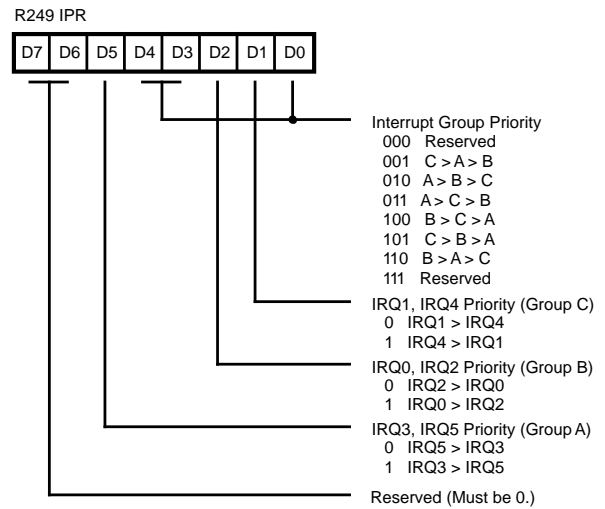 R249 IPR
D7 D6 D5 D4 D3 D2 D1 D0
Interrupt Group Priority
000 Reserved
001 C > A > B
010 A > B > C
011 A > C > B
100 B > C > A
101 C > B > A
110 B > A > C
111 Reserved
IRQ1, IRQ4 Priority (Group C)
0 IRQ1 > IRQ4
1 IRQ4 > IRQ1
IRQ0, IRQ2 Priority (Group B)
0 IRQ2 > IRQ0
1 IRQ0 > IRQ2
IRQ3, IRQ5 Priority (Group A)
0 IRQ5 > IRQ3
1 IRQ3 > IRQ5
Reserved (Must be 0.)